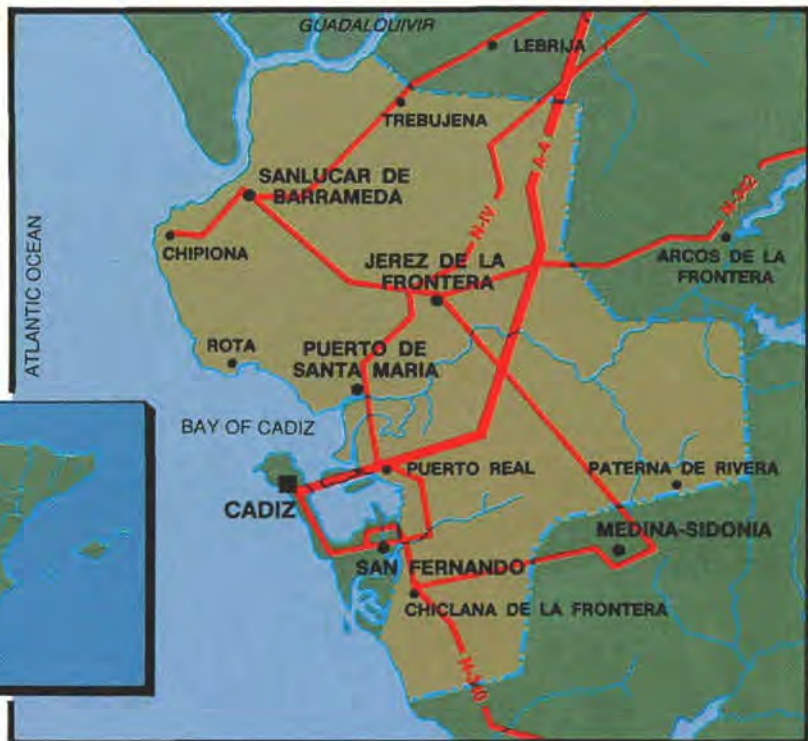 GUADALQUIVIR
LEBRIJA
TREBUJENA
SANLUCAR DE
BARRAMEDA
N-IV
A-4
N-342
CHIPIONA
JEREZ DE LA
FRONTERA
ARCOS DE LA
FRONTERA
ATLANTIC OCEAN
ROTA
PUERTO DE
SANTA MARIA
BAY OF CADIZ
PUERTO REAL
PATERNA DE RIVERA
CADIZ
MEDINA-SIDONIA
SAN FERNANDO
CHICLANA DE LA FRONTERA
N-340